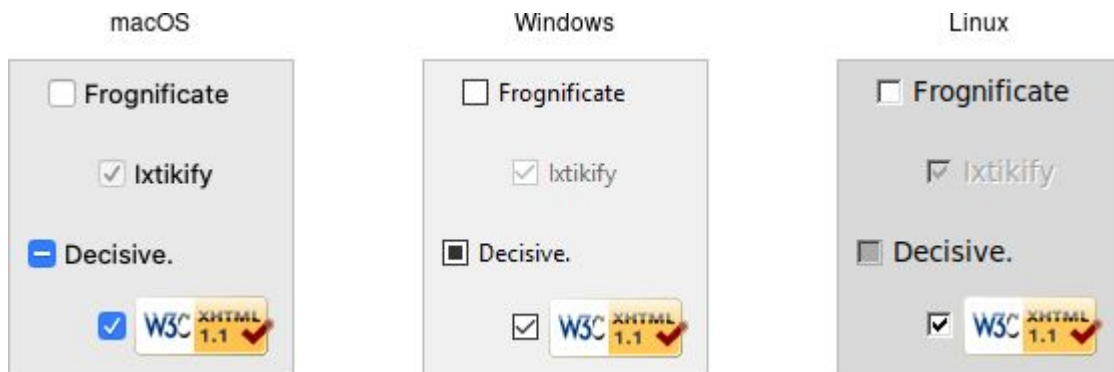 macOS
Frognificate
Ixtikify
Decisive.
W3C XHTML 1.1
Windows
Frognificate
Ixtikify
Decisive.
W3C XHTML 1.1
Linux
Frognificate
Ixtikify
Decisive.
W3C XHTML 1.1